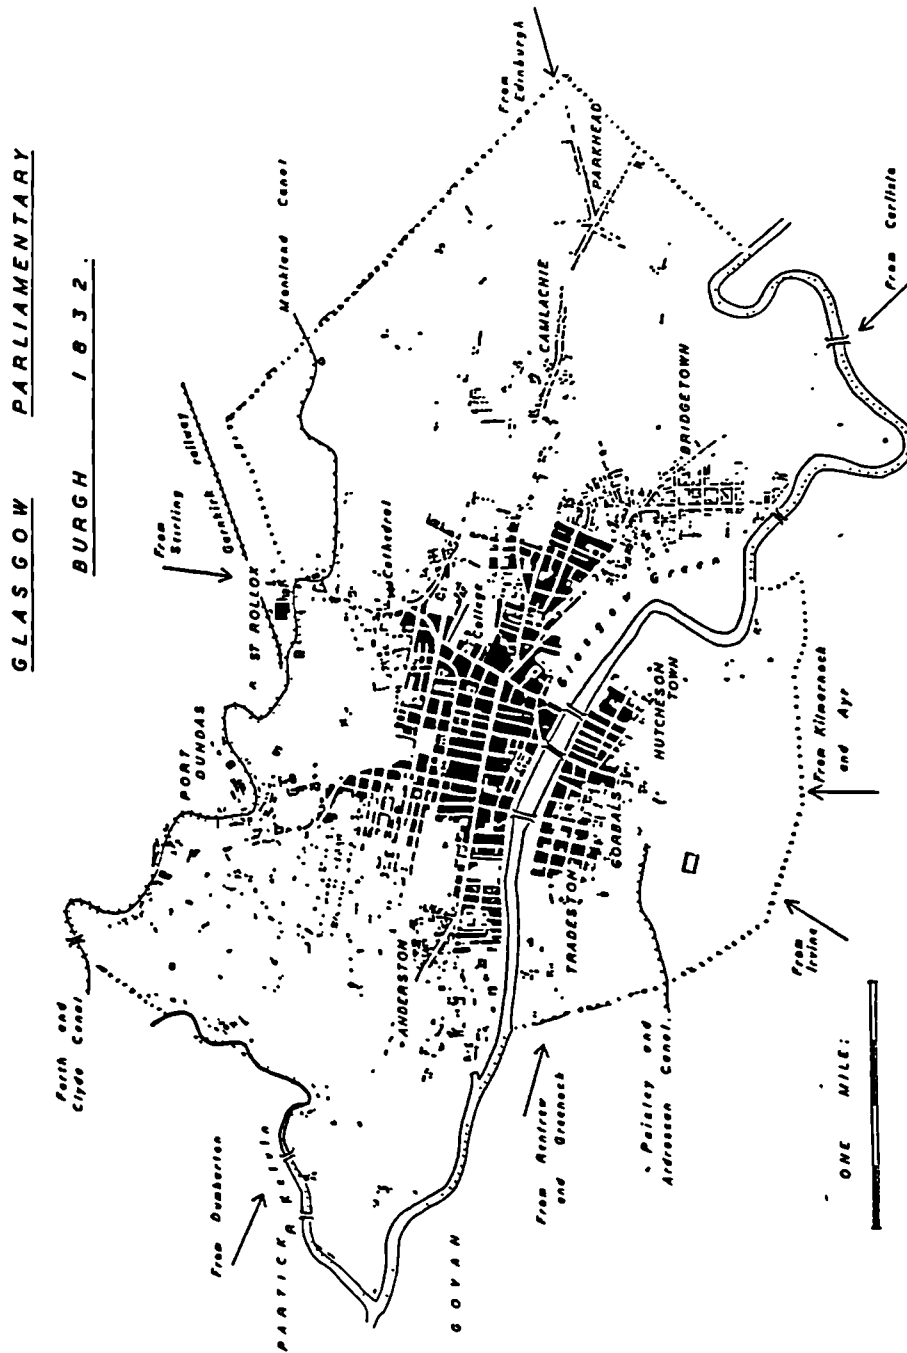 GLASGOW PARLIAMENTARY
BURGH 1832.
Forth and
Clyde Canal
PORT
DUNDAS
From
Stirling
Garnkirk railway
ST ROLLOX
Monkland Canal
From
Edinburgh
From Dumbarton
PARTICK
R Kelvin
Cathedral
College
CAMLACHIE
PARKHEAD
ANDERSTON
Glasgow Green
BRIDGETOWN
GOVAN
TRADESTON
GORBALS
HUTCHESON
TOWN
From Renfrew
and Greenock
Paisley and
Ardrossan Canal.
From
Irvine
From Kilmarnock
and Ayr
From Carlisle
ONE MILE: